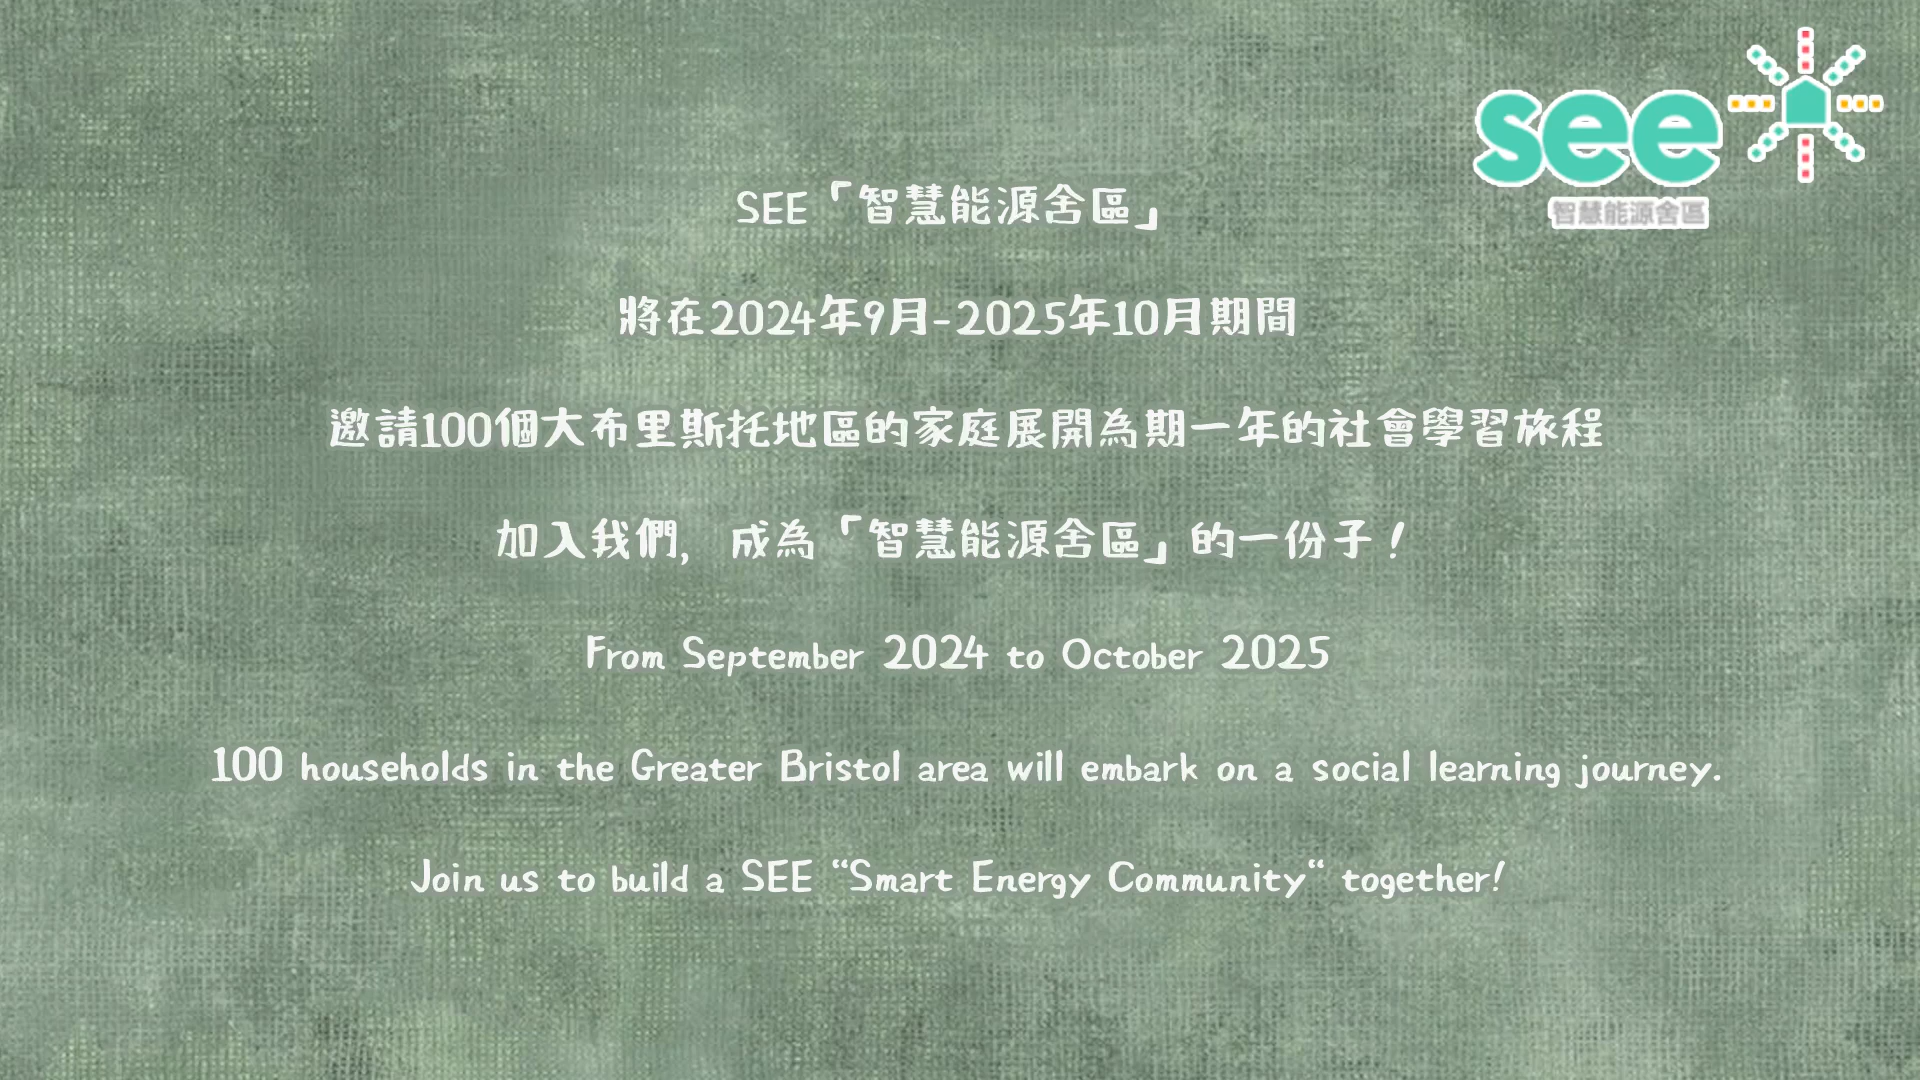 see
智慧能源舍區
SEE「智慧能源舍區」
將在2024年9月-2025年10月期間
邀請100個大布里斯托地區的家庭展開為期一年的社會學習旅程
加入我們，成為「智慧能源舍區」的一份子！
From September 2024 to October 2025
100 households in the Greater Bristol area will embark on a social learning journey.
Join us to build a SEE “Smart Energy Community“ together!